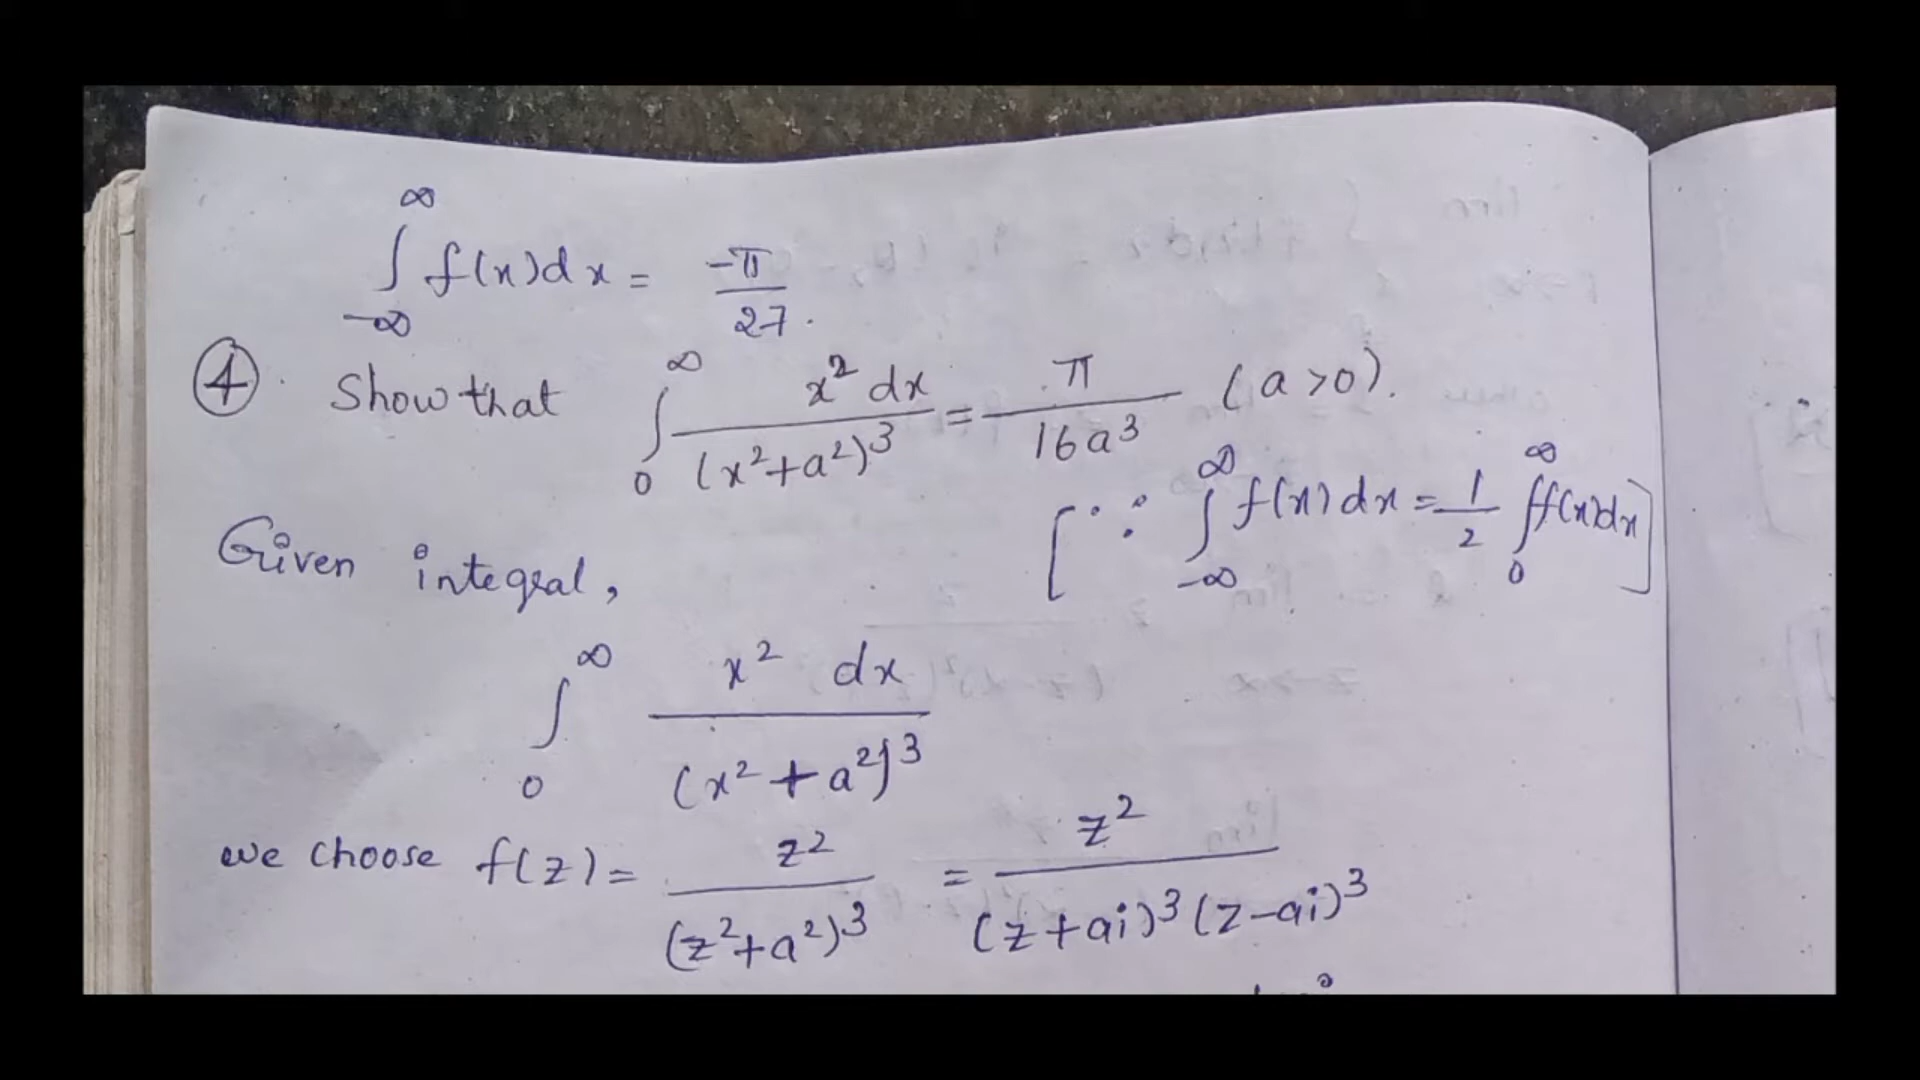 ∫_{-∞}^{∞} f(x)dx = -π/27.
④. Show that ∫_0^∞ x² dx/(x²+a²)³ = π/16a³ (a>0).
[∵ ∫_{-∞}^{∞} f(x)dx = 1/2 ∫_0^∞ f(x)dx]
Given integral,
∫_0^∞ x² dx/(x²+a²)³
we choose f(z) = z²/(z²+a²)³ = z²/(z+ai)³(z-ai)³